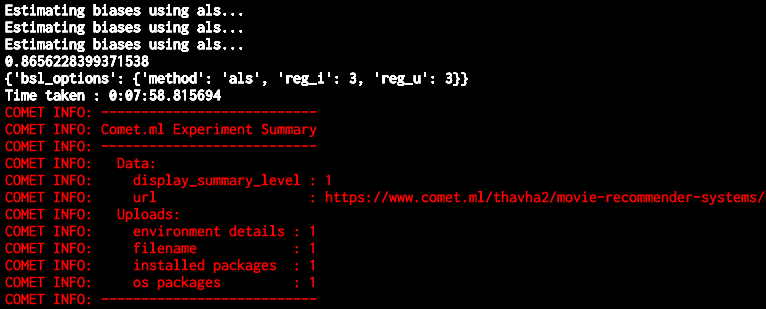 Estimating biases using als...
Estimating biases using als...
Estimating biases using als...
0.8656228399371538
{'bsl_options': {'method': 'als', 'reg_i': 3, 'reg_u': 3}}
Time taken : 0:07:58.815694
COMET INFO: ---------------------------
COMET INFO: Comet.ml Experiment Summary
COMET INFO: ---------------------------
COMET INFO:   Data:
COMET INFO:     display_summary_level : 1
COMET INFO:     url                   : https://www.comet.ml/thavha2/movie-recommender-systems/
COMET INFO:   Uploads:
COMET INFO:     environment details : 1
COMET INFO:     filename            : 1
COMET INFO:     installed packages  : 1
COMET INFO:     os packages         : 1
COMET INFO: ---------------------------